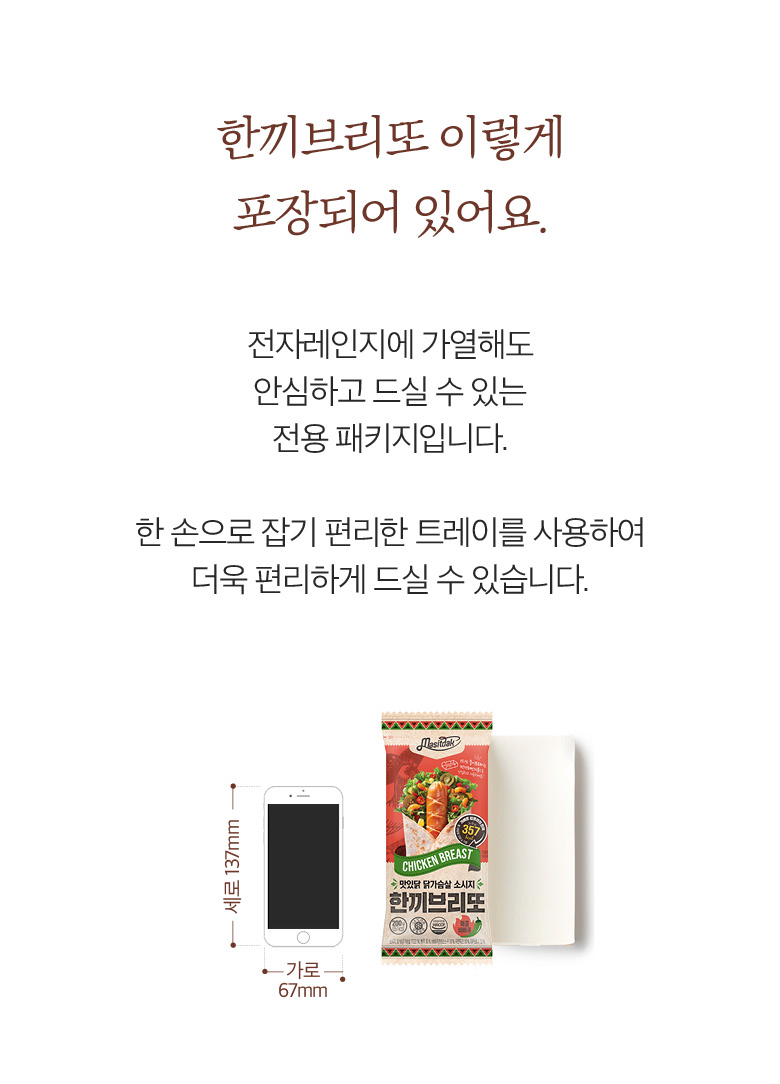 한끼브리또 이렇게
포장되어 있어요.
전자레인지에 가열해도
안심하고 드실 수 있는
전용 패키지입니다.
한 손으로 잡기 편리한 트레이를 사용하여
더욱 편리하게 드실 수 있습니다.
세로 137mm
가로
67mm
Masitdak
357
CHICKEN BREAST
맛있닭 닭가슴살 소시지
한끼브리또
HACCP